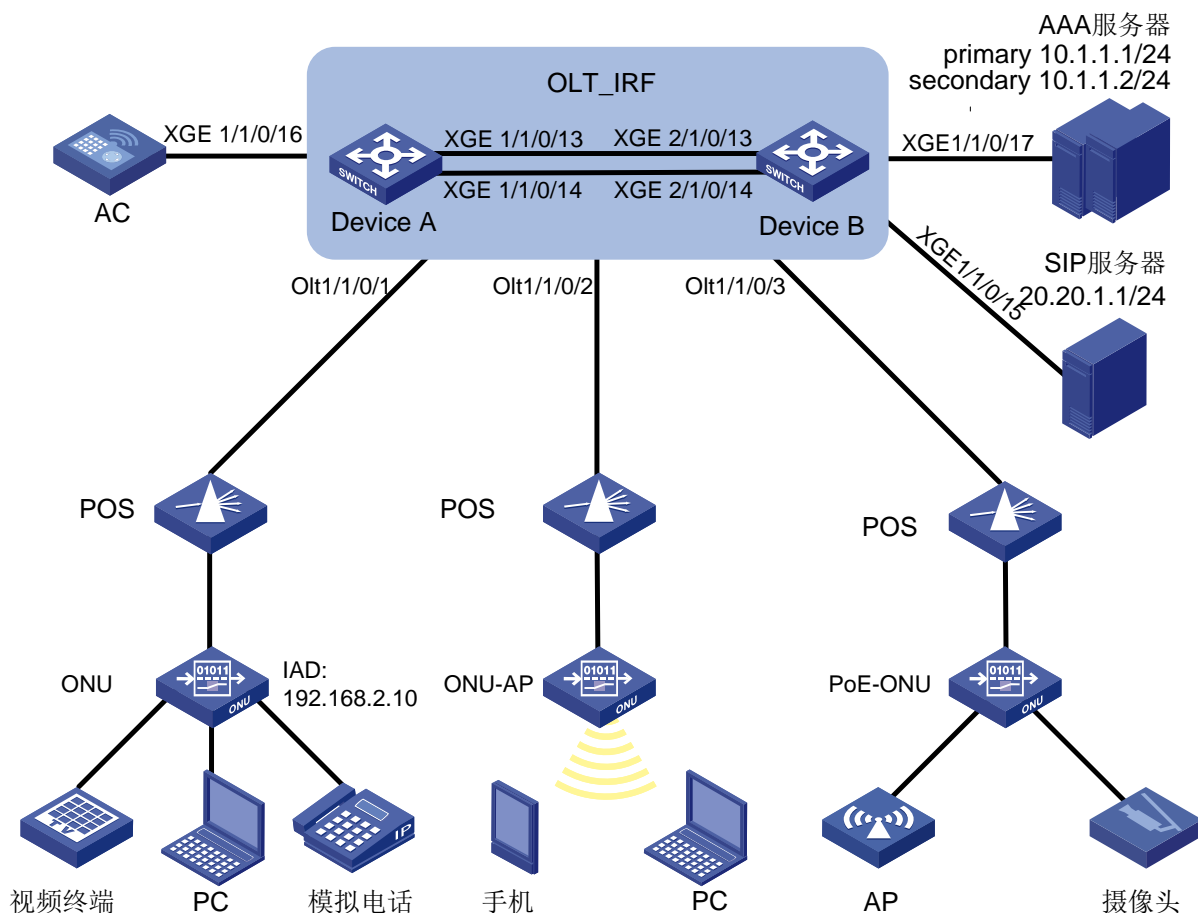 AAA服务器
primary 10.1.1.1/24
secondary 10.1.1.2/24
OLT_IRF
XGE 1/1/0/16
XGE 1/1/0/13
XGE 2/1/0/13
XGE1/1/0/17
SWITCH
SWITCH
XGE 1/1/0/14
XGE 2/1/0/14
AC
Device A
Device B
XGE1/1/0/15
SIP服务器
20.20.1.1/24
Olt1/1/0/1
Olt1/1/0/2
Olt1/1/0/3
POS
POS
POS
ONU
01011
ONU
IAD:
192.168.2.10
ONU-AP
01011
ONU
PoE-ONU
01011
ONU
TV
IP
视频终端
PC
模拟电话
手机
PC
AP
摄像头